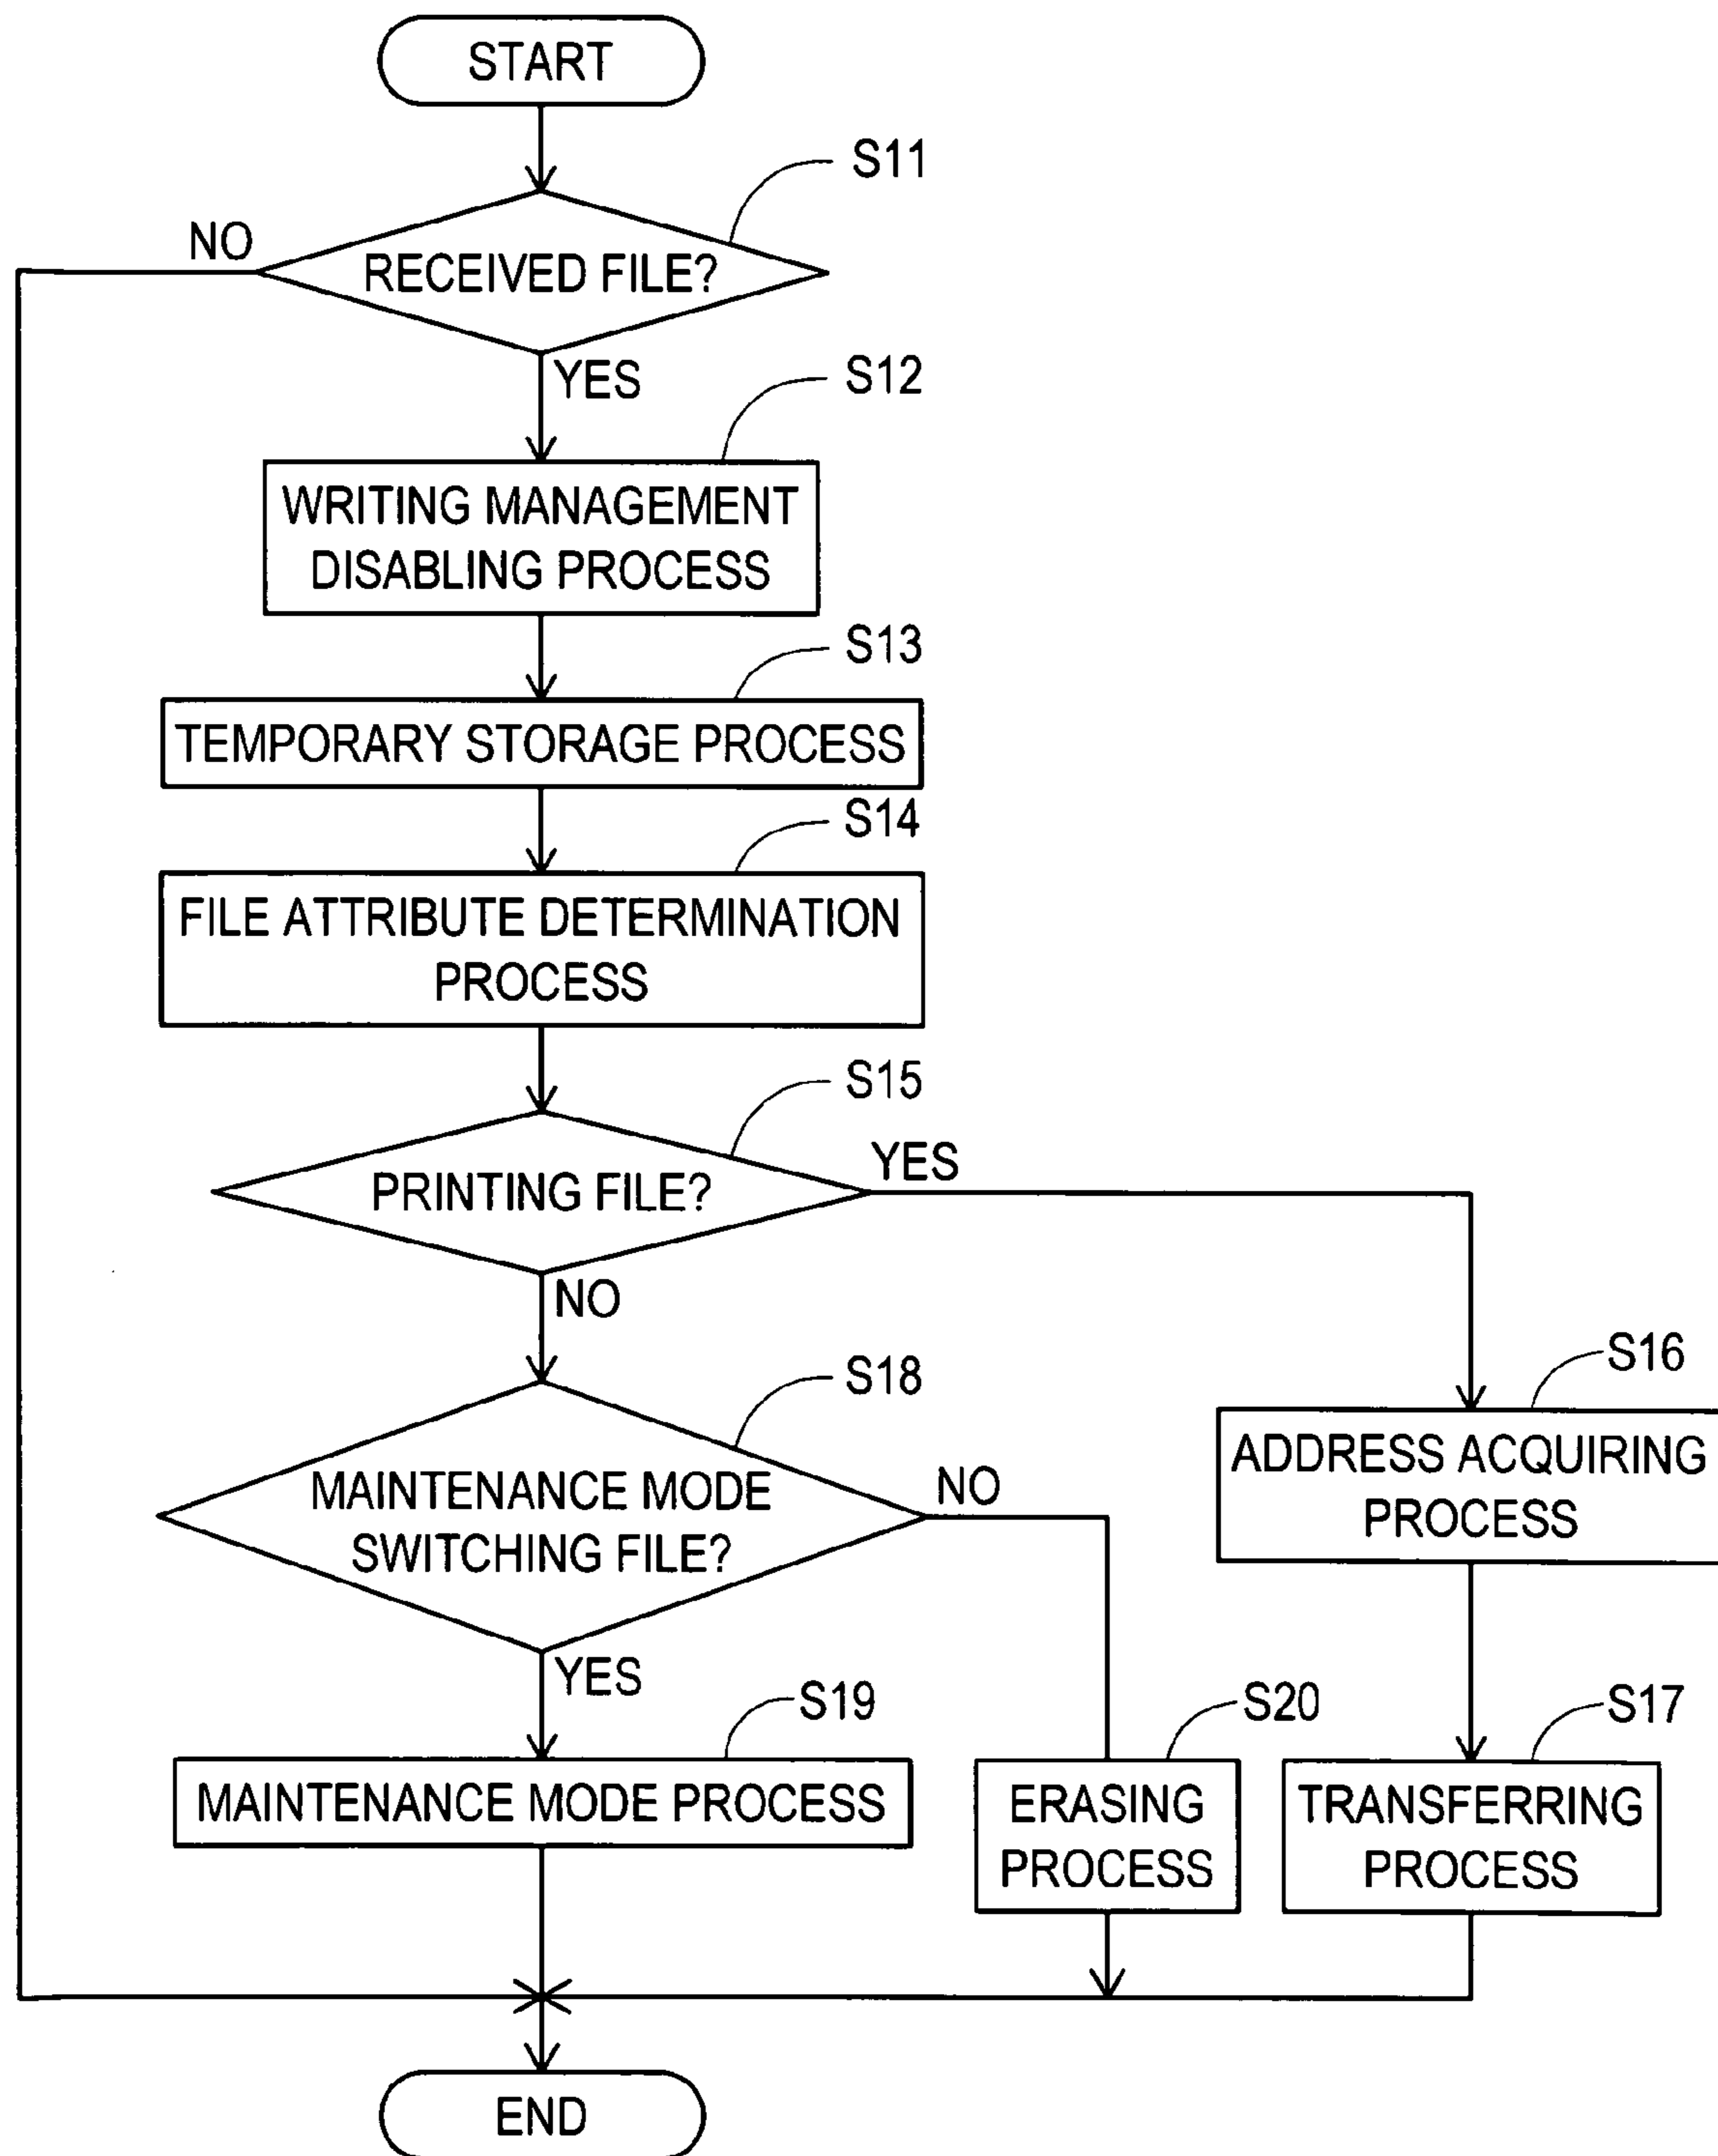 START
S11
NO
RECEIVED FILE?
YES
S12
WRITING MANAGEMENT
DISABLING PROCESS
S13
TEMPORARY STORAGE PROCESS
S14
FILE ATTRIBUTE DETERMINATION
PROCESS
S15
PRINTING FILE?
YES
NO
S18
MAINTENANCE MODE
SWITCHING FILE?
NO
S16
ADDRESS ACQUIRING
PROCESS
YES
S19
MAINTENANCE MODE PROCESS
S20
ERASING
PROCESS
S17
TRANSFERRING
PROCESS
END